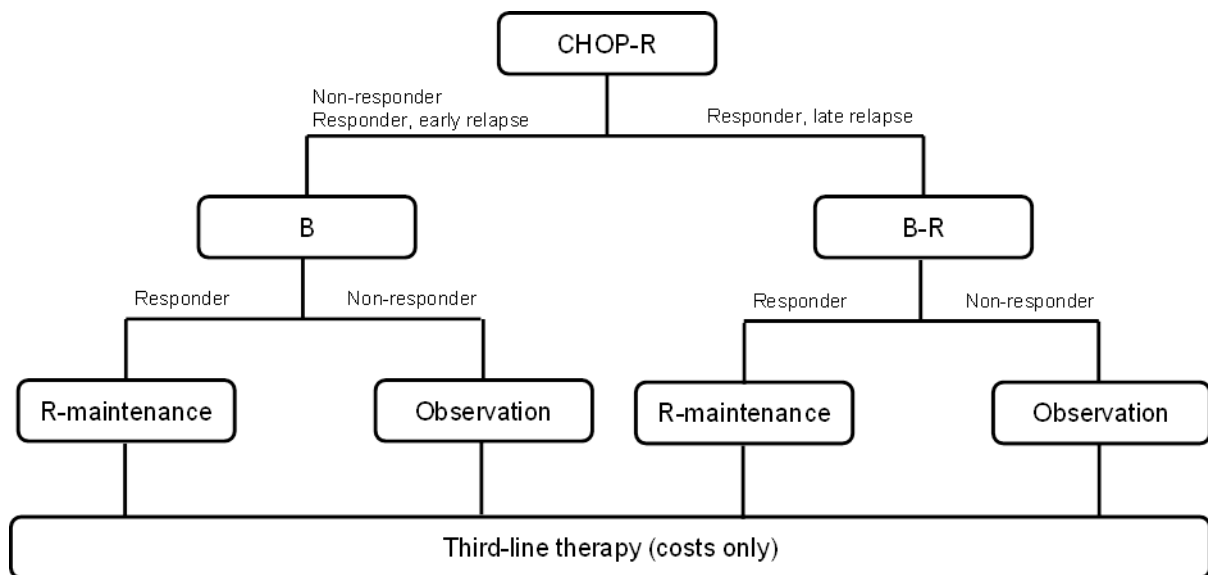 CHOP-R
Non-responder
Responder, early relapse
Responder, late relapse
B
B-R
Responder
Non-responder
Responder
Non-responder
R-maintenance
Observation
R-maintenance
Observation
Third-line therapy (costs only)